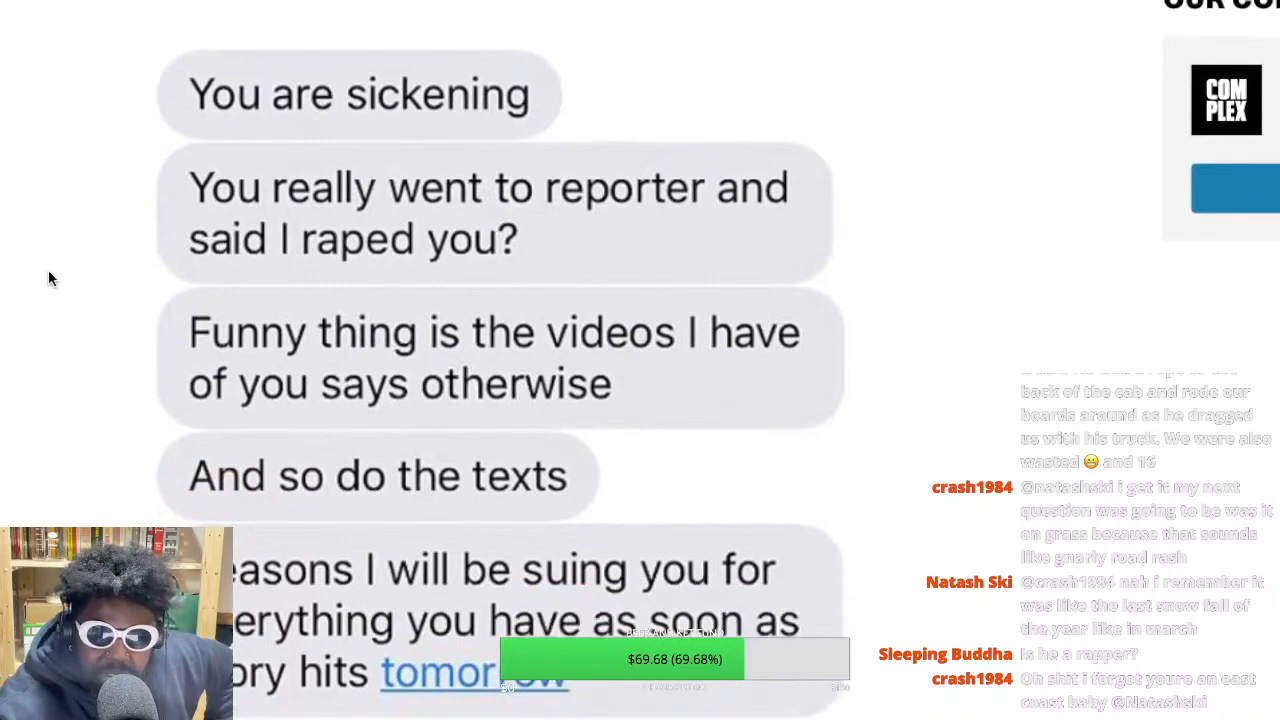 You are sickening
You really went to reporter and
said I raped you?
Funny thing is the videos I have
of you says otherwise
And so do the texts
easons I will be suing you for
erything you have as soon as
ory hits tomorrow
COM
PLEX
back of the cab and rode our
boards around as he dragged
us with his truck. We were also
wasted 😬 and 16
crash1984 @natashski i get it my next
question was going to be was it
on grass because that sounds
like gnarly road rash
Natash Ski @crash1984 nah i remember it
was like the last snow fall of
the year like in march
Sleeping Buddha Is he a rapper?
crash1984 Oh shit i forgot youre an east
coast baby @Natashski
$69.68 (69.68%)
$0